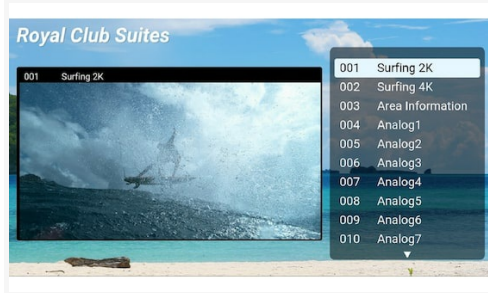 Royal Club Suites
001 Surfing 2K
001 Surfing 2K
002 Surfing 4K
003 Area Information
004 Analog1
005 Analog2
006 Analog3
007 Analog4
008 Analog5
009 Analog6
010 Analog7